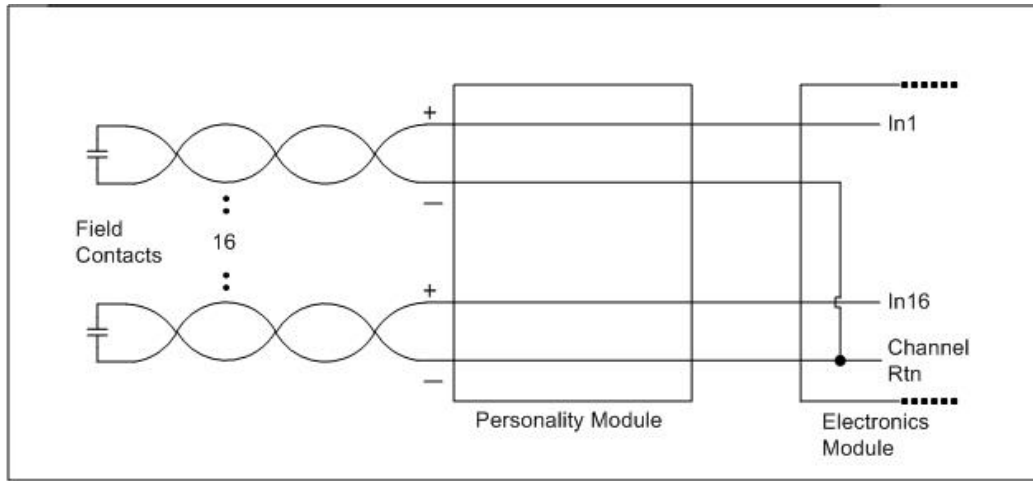 +
In1
—
Field
Contacts
16
+
In16
—
Channel
Rtn
Personality Module
Electronics
Module